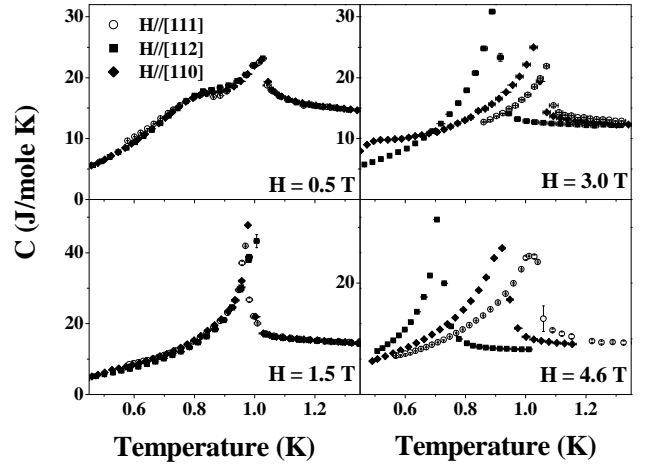 H//[111]
H//[112]
H//[110]
30
20
10
0
H = 0.5 T
30
20
10
0
H = 3.0 T
C (J/mole K)
40
20
0
H = 1.5 T
20
H = 4.6 T
0.6 0.8 1.0 1.2
0.6 0.8 1.0 1.2
Temperature (K) Temperature (K)